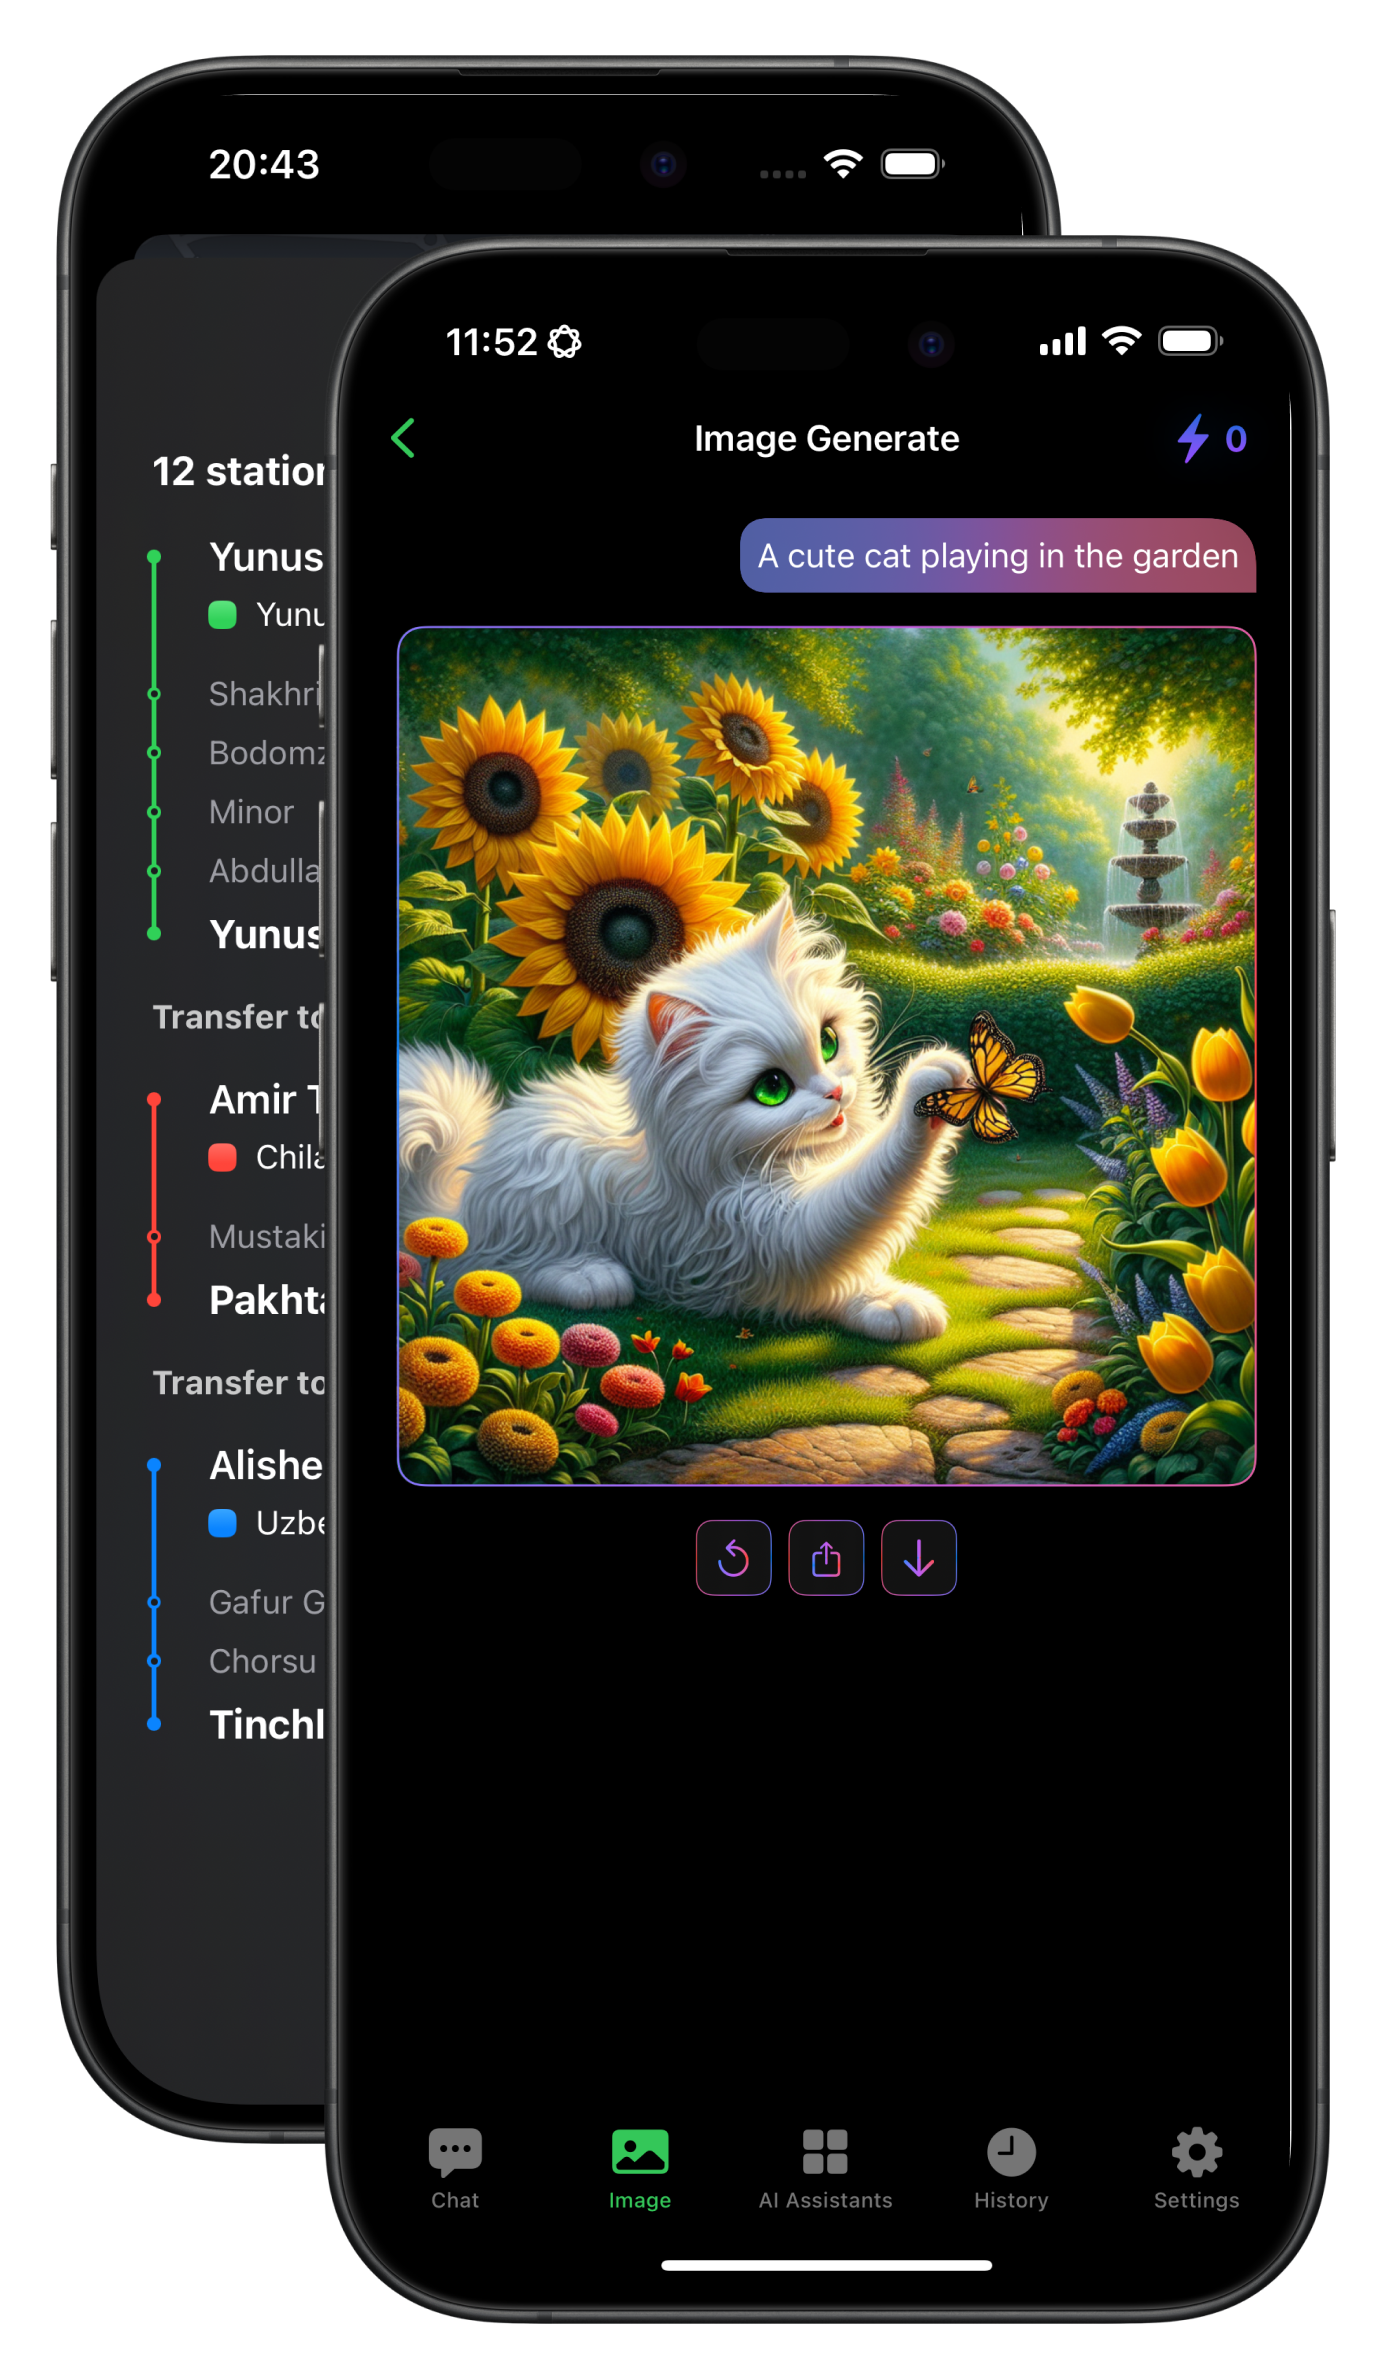 20:43
12 station
Yunus
Yunu
Shakhri
Bodomz
Minor
Abdulla
Yunus
Transfer to
Amir T
Chila
Mustaki
Pakhta
Transfer to
Alishe
Uzbe
Gafur G
Chorsu
Tinchl
11:52
Image Generate
0
A cute cat playing in the garden
Chat
Image
AI Assistants
History
Settings